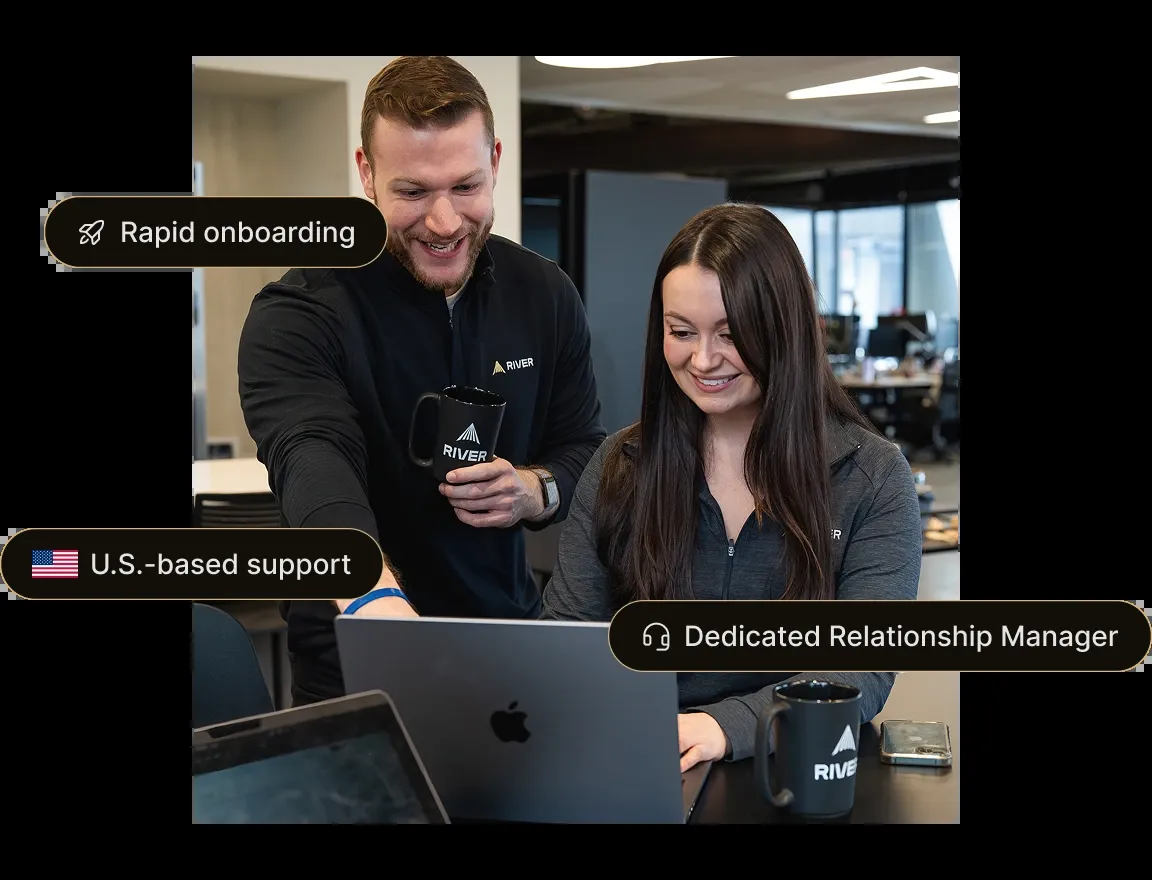 Rapid onboarding
RIVER
RIVER
U.S.-based support
Dedicated Relationship Manager
RIVER